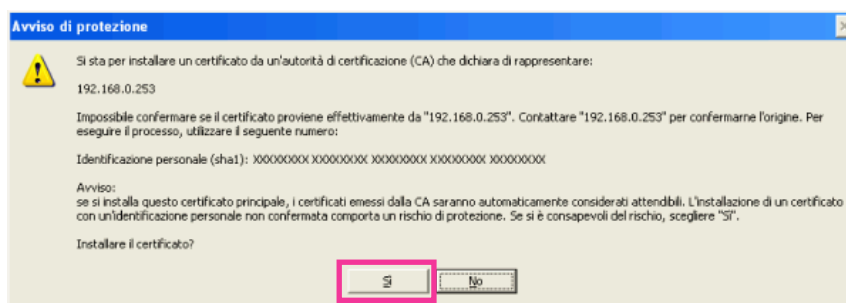 Avviso di protezione
Si sta per installare un certificato da un'autorità di certificazione (CA) che dichiara di rappresentare:
192.168.0.253
Impossibile confermare se il certificato proviene effettivamente da "192.168.0.253". Contattare "192.168.0.253" per confermarne l'origine. Per
eseguire il processo, utilizzare il seguente numero:
Identificazione personale (sha1): XXXXXXXX XXXXXXXX XXXXXXXX XXXXXXXX XXXXXXXX
Avviso:
se si installa questo certificato principale, i certificati emessi dalla CA saranno automaticamente considerati attendibili. L'installazione di un certificato
con un'identificazione personale non confermata comporta un rischio di protezione. Se si è consapevoli del rischio, scegliere "Sì".
Installare il certificato?
Sì
No